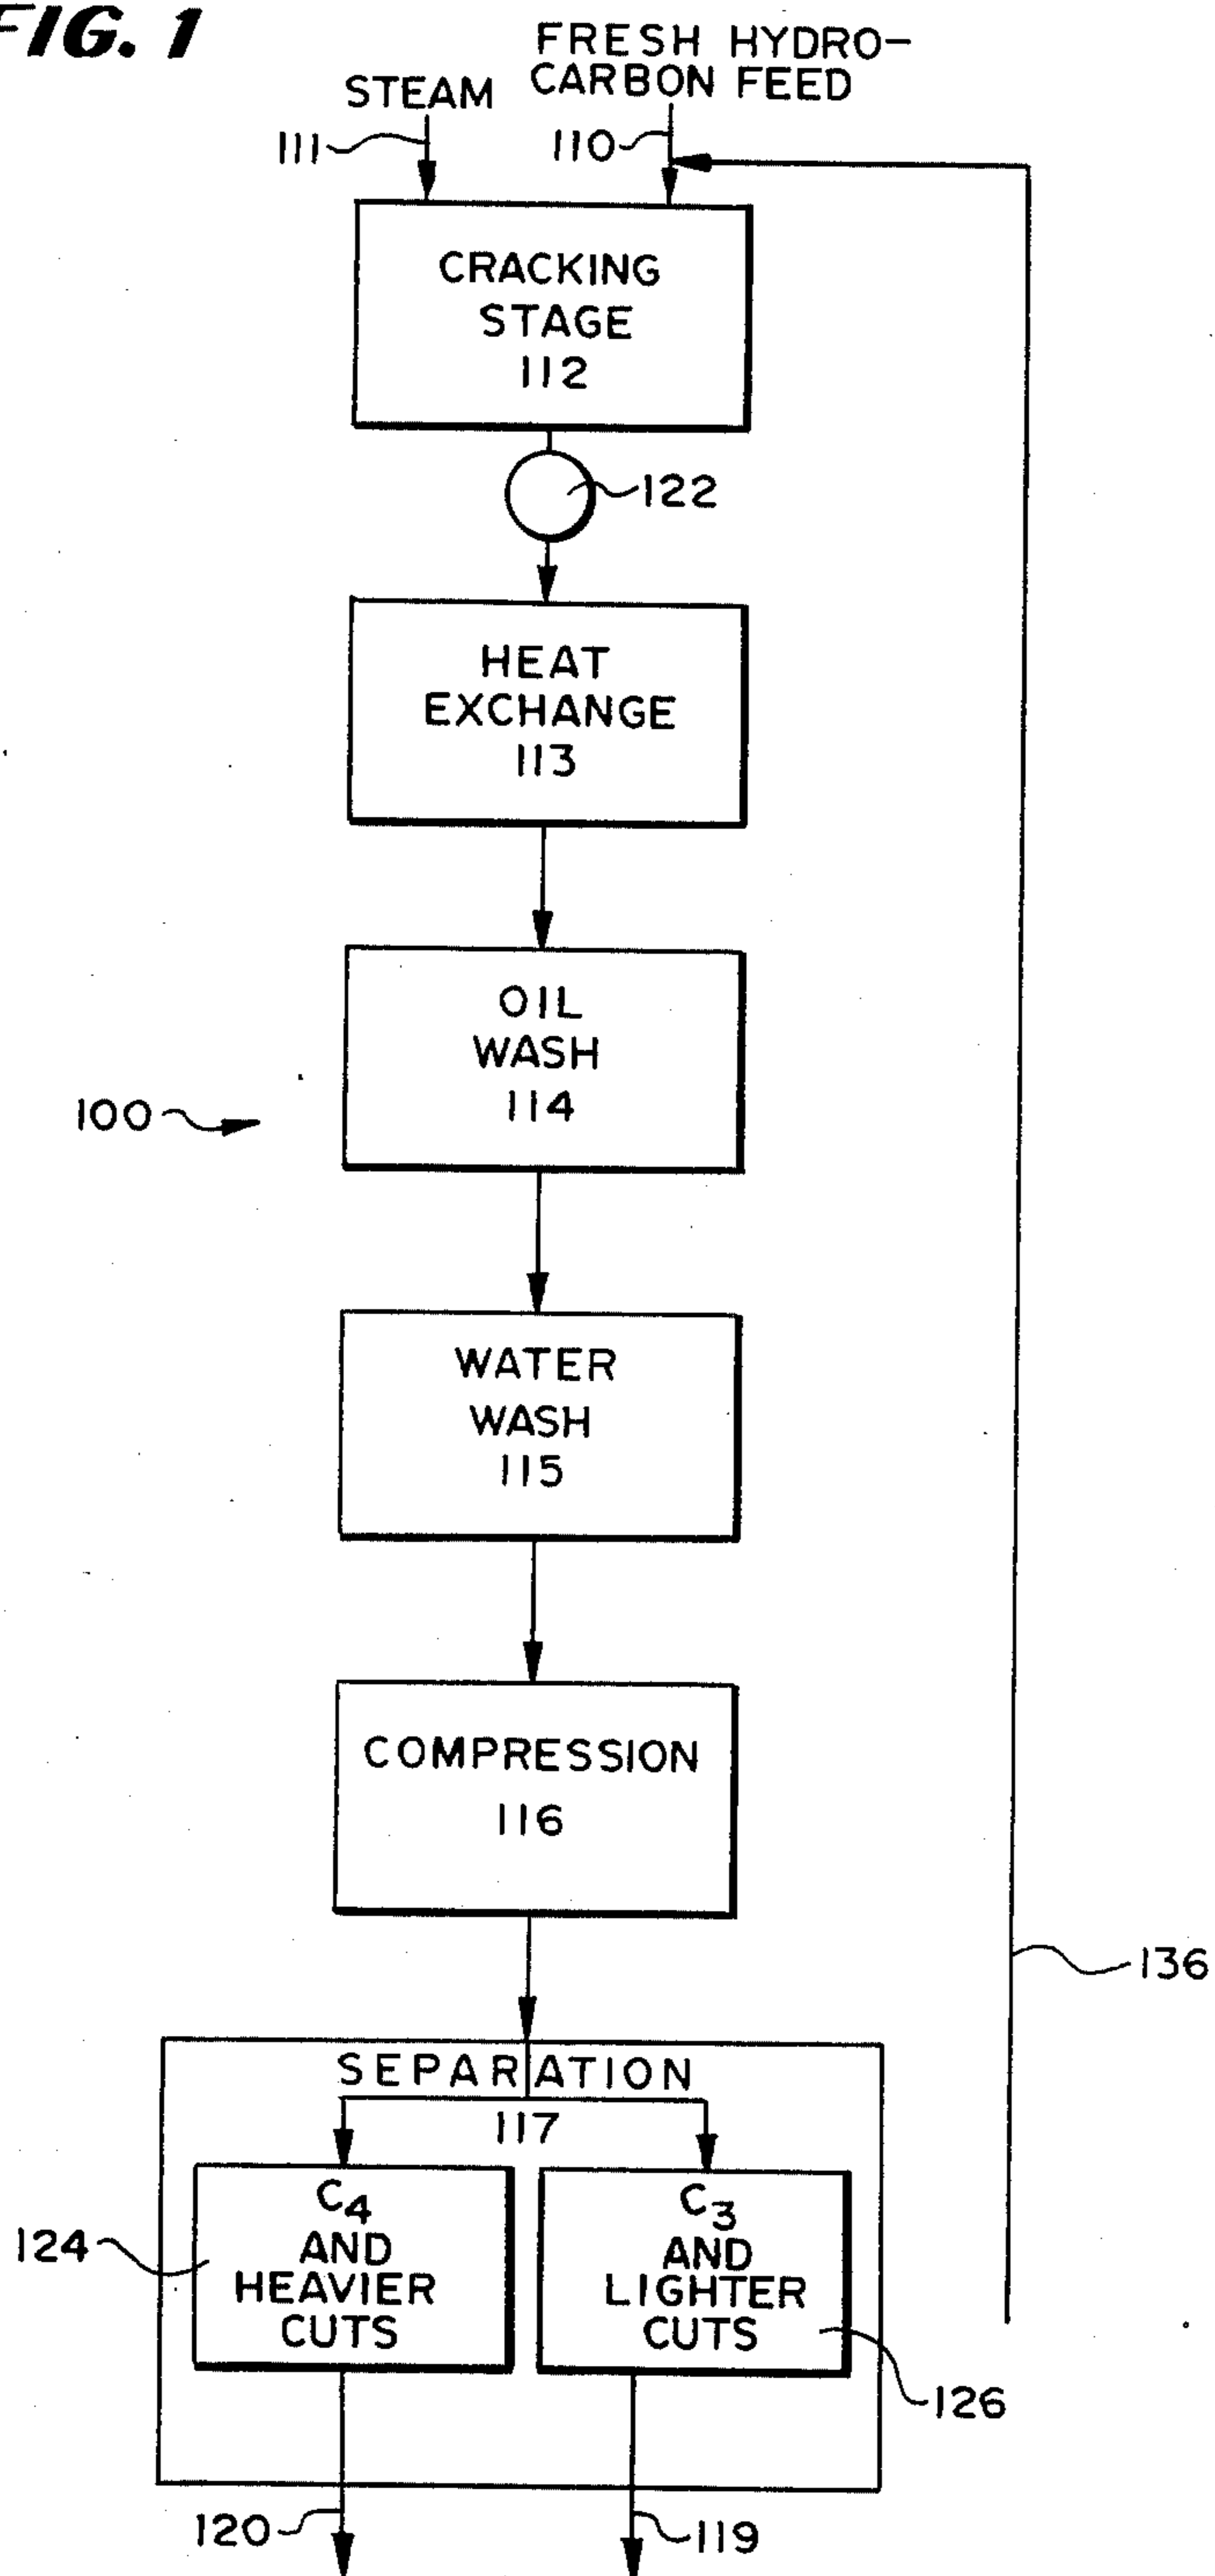 FIG. 1
FRESH HYDRO-
CARBON FEED
STEAM
111
110
CRACKING
STAGE
112
122
HEAT
EXCHANGE
113
OIL
WASH
114
100
WATER
WASH
115
COMPRESSION
116
136
SEPARATION
117
C4
AND
HEAVIER
CUTS
124
C3
AND
LIGHTER
CUTS
126
120
119